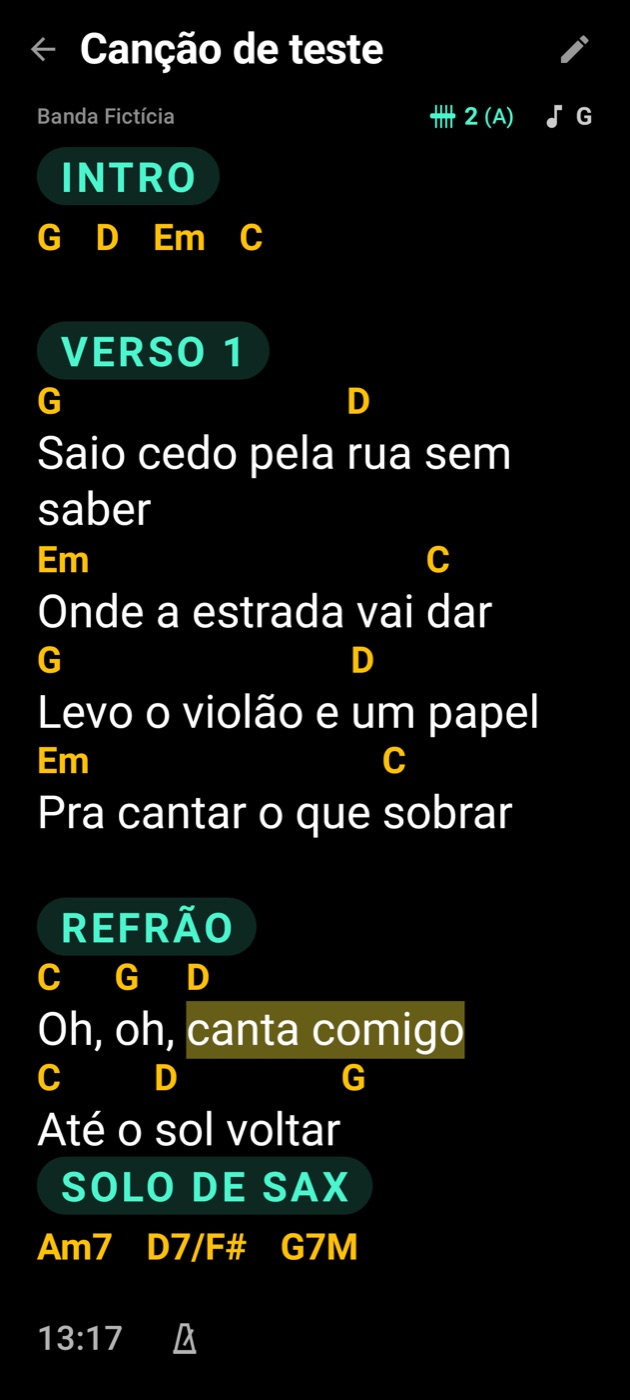 Canção de teste
Banda Fictícia 2 (A) G
INTRO
G D Em C
VERSO 1
G D
Saio cedo pela rua sem
saber
Em C
Onde a estrada vai dar
G D
Levo o violão e um papel
Em C
Pra cantar o que sobrar
REFRÃO
C G D
Oh, oh, canta comigo
C D G
Até o sol voltar
SOLO DE SAX
Am7 D7/F# G7M
13:17